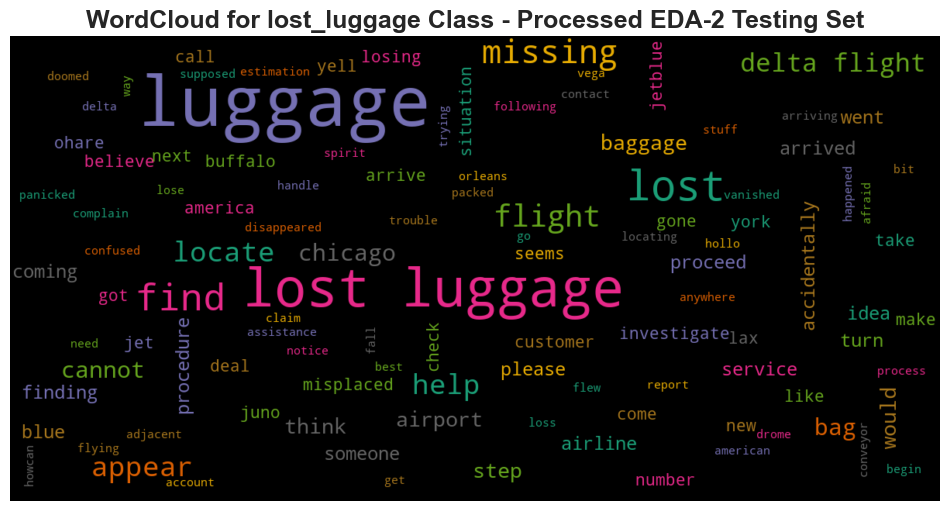 WordCloud for lost_luggage Class - Processed EDA-2 Testing Set
call
losing
missing
delta flight
doomed
way
supposed
estimation
yell
vega
jetblue
luggage
following
contact
delta
trying
situation
arriving
went
ohare
stuff
baggage
arrived
believe
next
buffalo
spirit
bit
panicked
lose
handle
arrive
orleans
packed
lost
vanished
happened
afraid
complain
america
trouble
flight
gone
york
disappeared
go
locating
take
confused
locate
chicago
seems
hollo
accidentally
coming
proceed
got
find
lost luggage
anywhere
claim
idea
make
need
jet
procedure
assistance
fall
check
customer
investigate
lax
turn
notice
cannot
deal
best
please
service
process
finding
misplaced
help
flew
report
like
juno
airport
come
loss
new
bag
would
blue
adjacent
think
drome
flying
someone
airline
american
conveyor
howcan
appear
step
begin
account
get
number